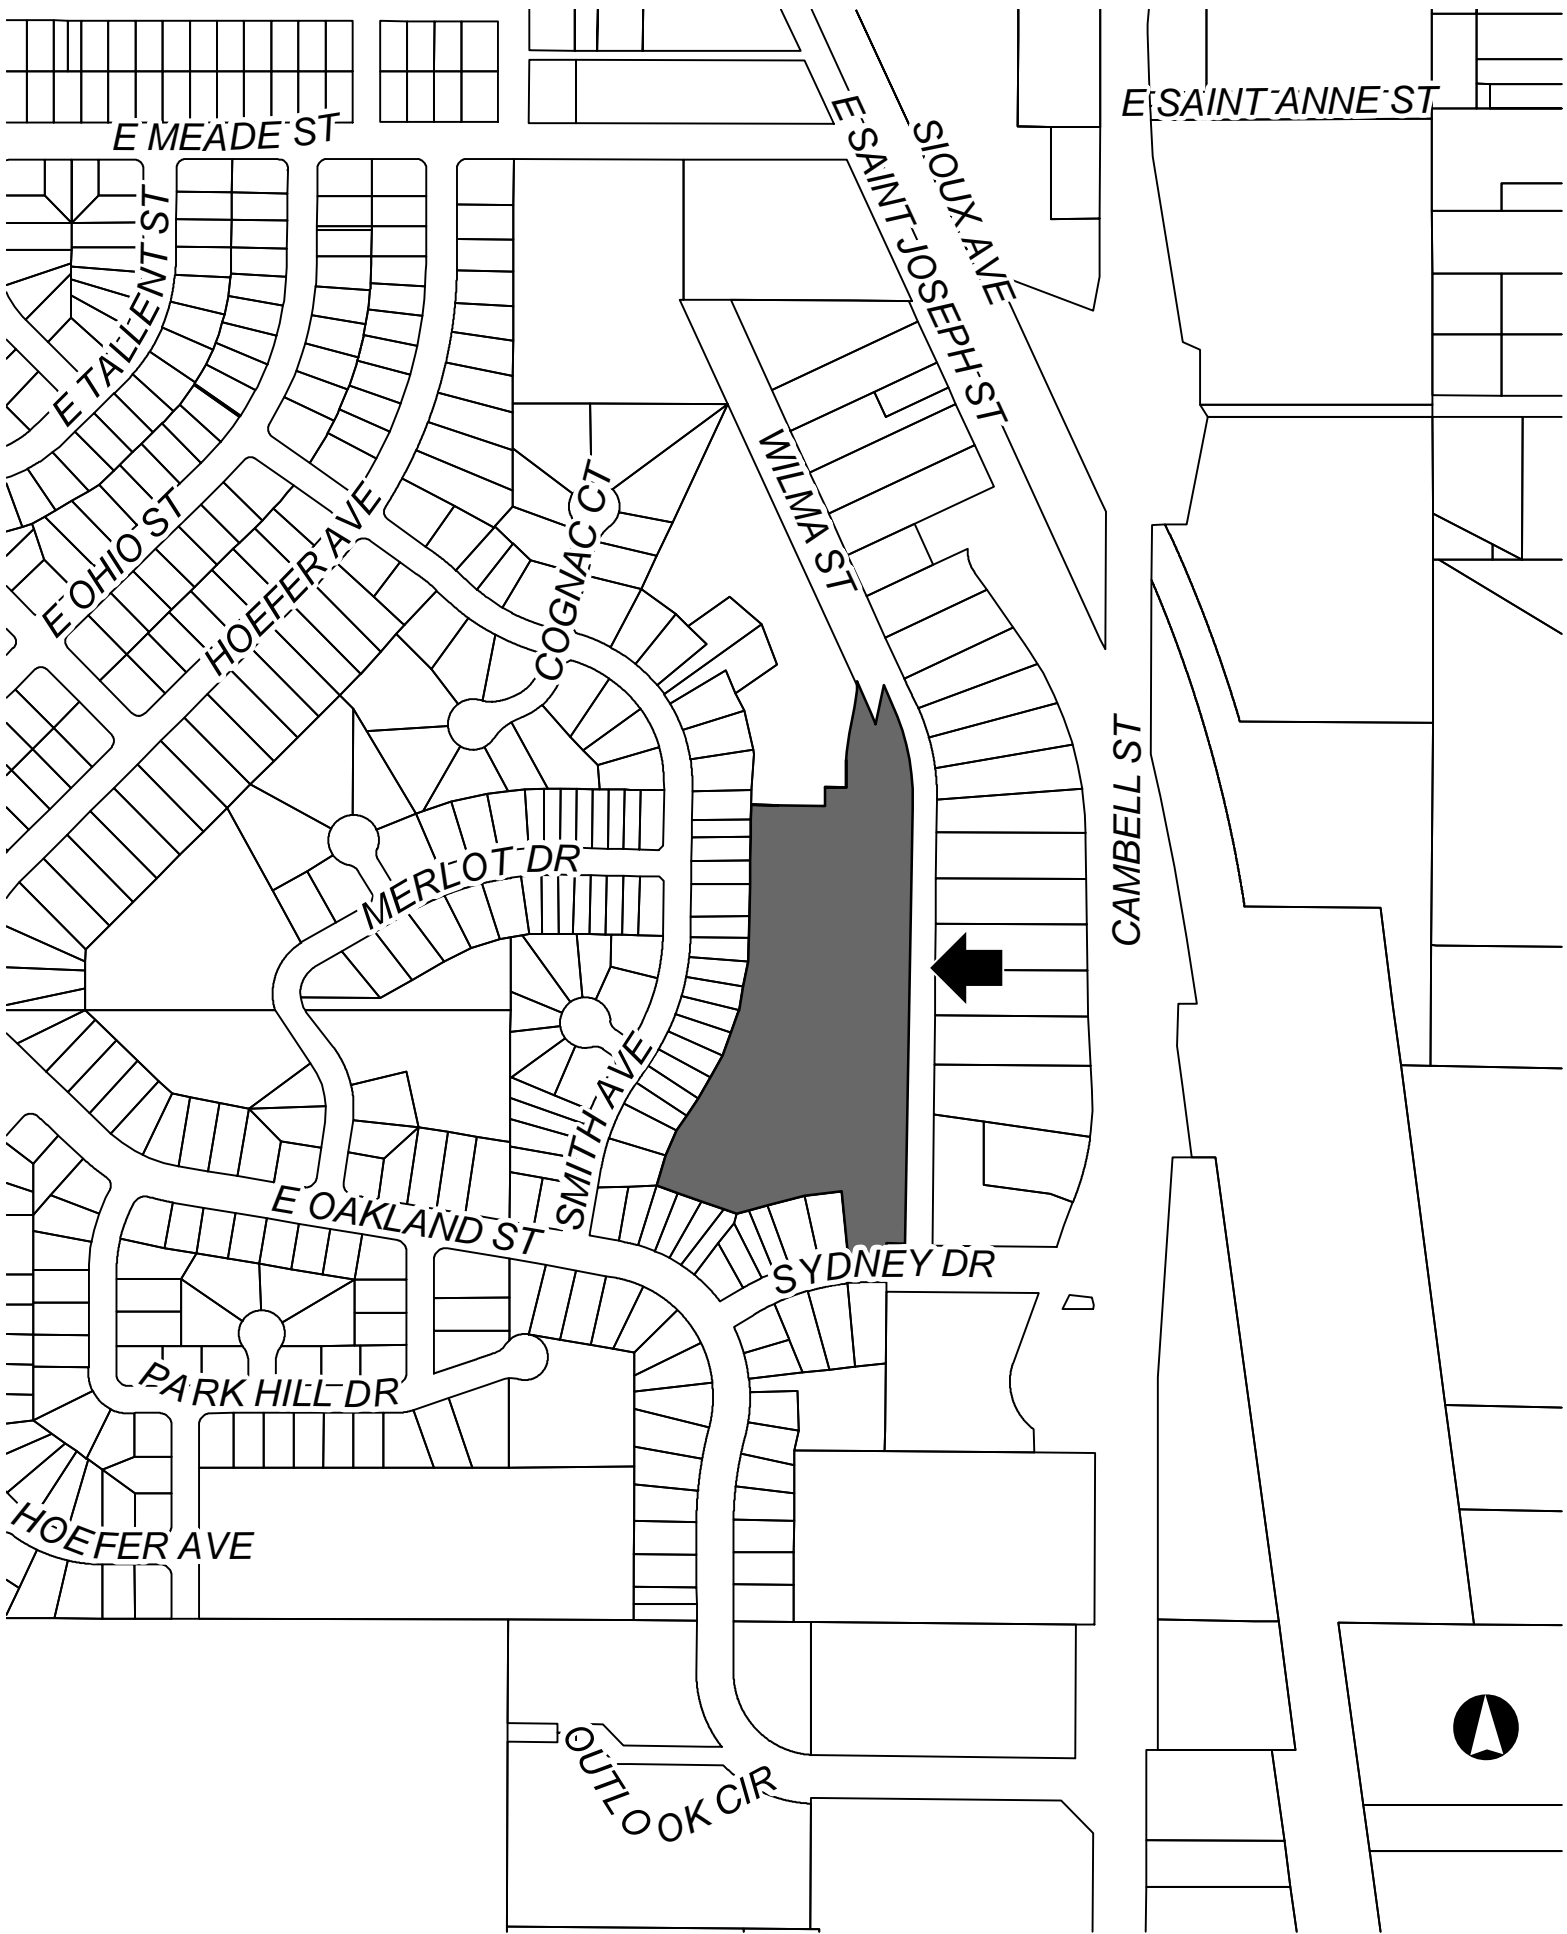 E SAINT ANNE ST
E MEADE ST
SIOUX AVE
E SAINT JOSEPH ST
E TALLENT ST
WILMA ST
COGNAC CT
E OHIO ST
HOEFER AVE
CAMBELL ST
MERLOT DR
SMITH AVE
E OAKLAND ST
SYDNEY DR
PARK HILL DR
HOEFER AVE
OUTLOOK CIR